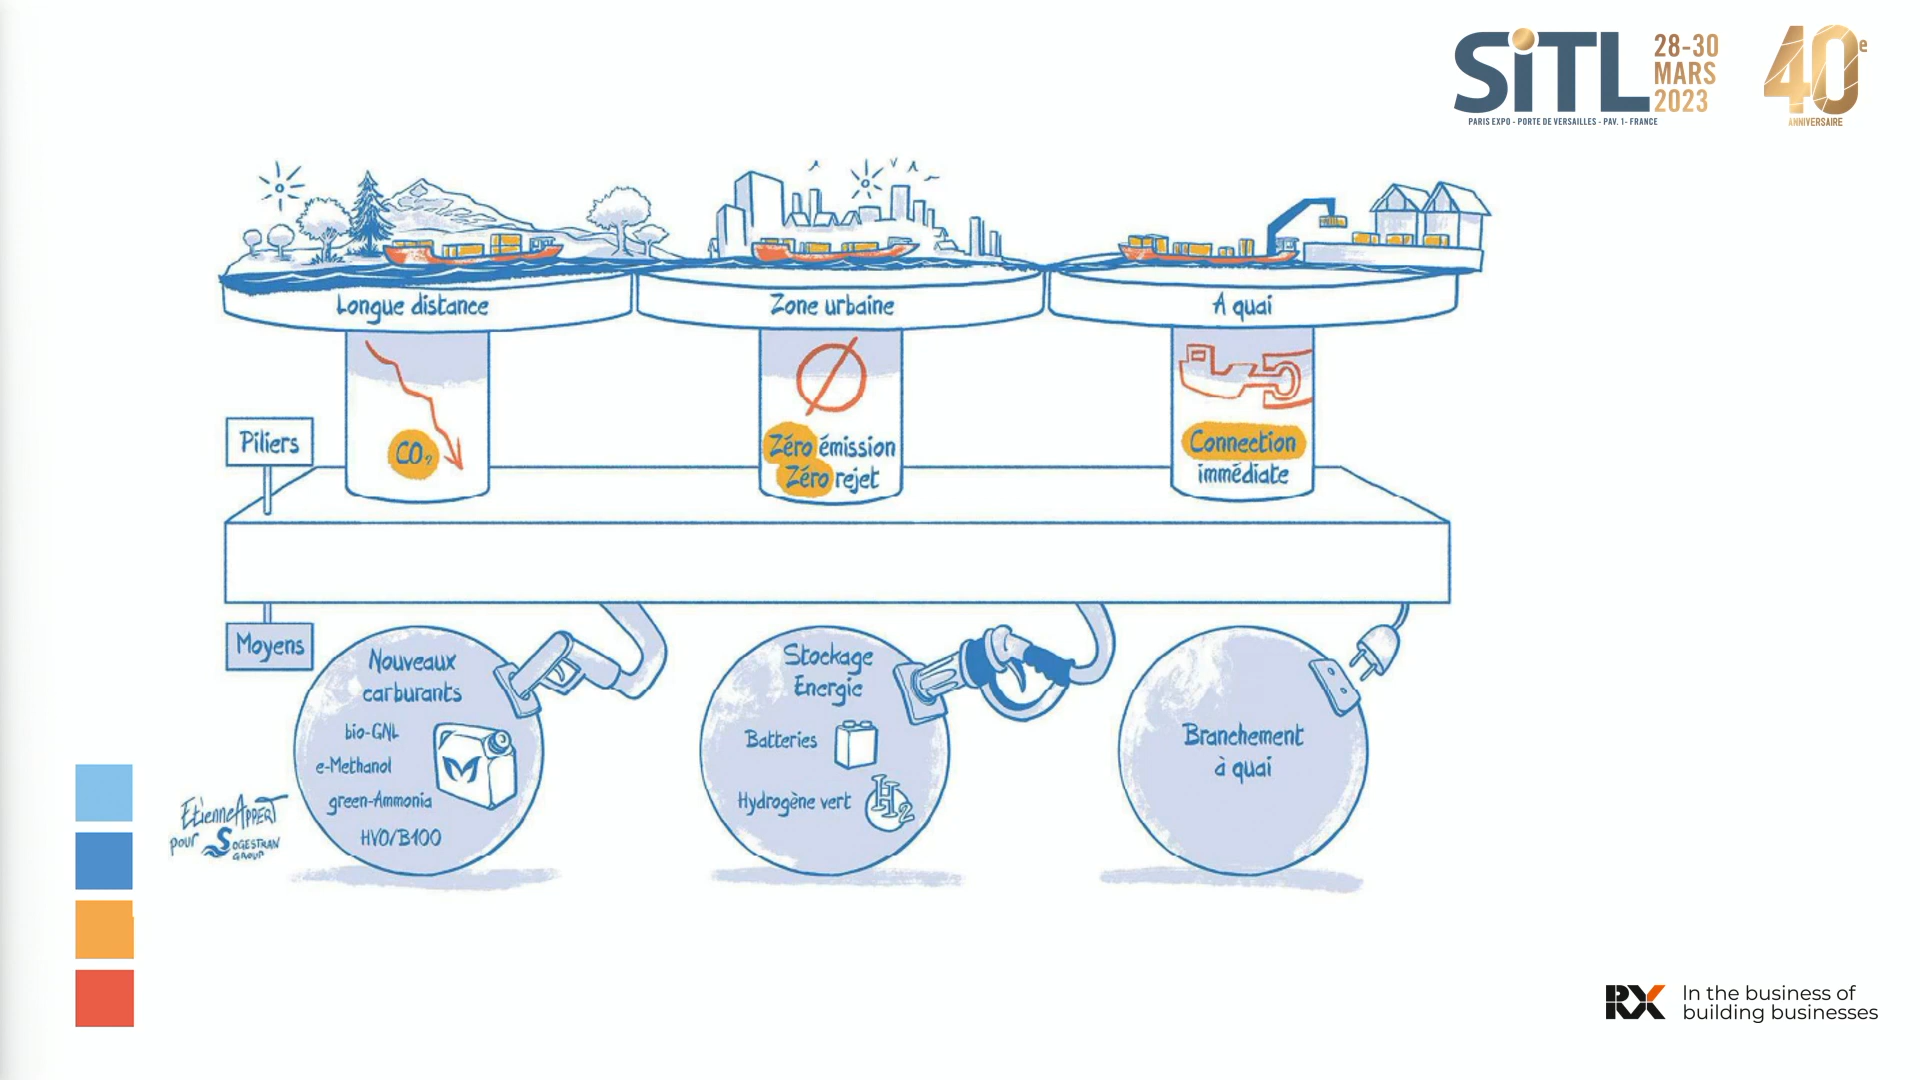 SiTL
28-30
MARS
2023
PARIS EXPO - PORTE DE VERSAILLES - PAV. 1 - FRANCE
40e
ANNIVERSAIRE
Longue distance
Zone urbaine
A quai
CO₂
Zéro émission
Zéro rejet
Connection
immédiate
Piliers
Moyens
Nouveaux
carburants
bio-GNL
e-Methanol
green-Ammonia
HVO/B100
M
Stockage
Energie
Batteries
Hydrogène vert
H2
Branchement
à quai
Etienne Appert
pour SOGESTRAN
GROUP
RX
In the business of
building businesses